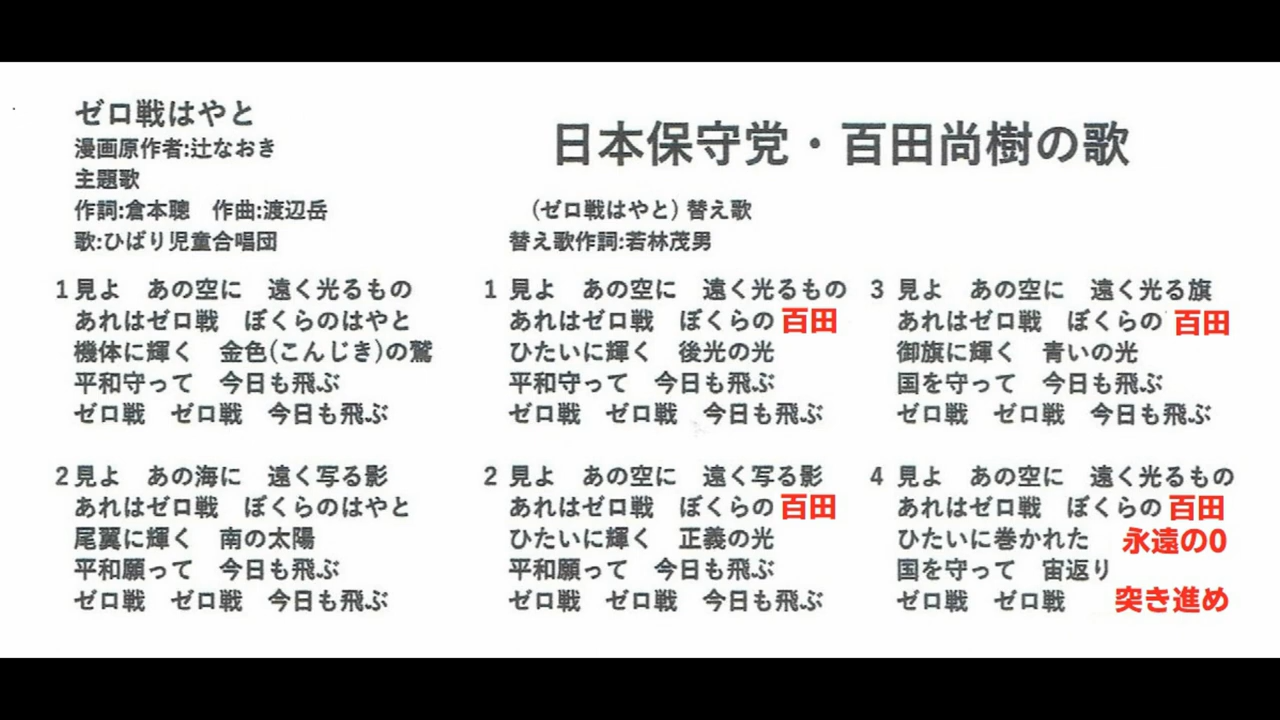 ゼロ戦はやと
漫画原作者:辻なおき
主題歌
作詞:倉本聰　作曲:渡辺岳
歌:ひばり児童合唱団
1 見よ　あの空に　遠く光るもの
あれはゼロ戦　ぼくらのはやと
機体に輝く　金色(こんじき)の鷲
平和守って　今日も飛ぶ
ゼロ戦　ゼロ戦　今日も飛ぶ
2 見よ　あの海に　遠く写る影
あれはゼロ戦　ぼくらのはやと
尾翼に輝く　南の太陽
平和願って　今日も飛ぶ
ゼロ戦　ゼロ戦　今日も飛ぶ
日本保守党・百田尚樹の歌
(ゼロ戦はやと) 替え歌
替え歌作詞:若林茂男
1 見よ　あの空に　遠く光るもの
あれはゼロ戦　ぼくらの 百田
ひたいに輝く　後光の光
平和守って　今日も飛ぶ
ゼロ戦　ゼロ戦　今日も飛ぶ
2 見よ　あの空に　遠く写る影
あれはゼロ戦　ぼくらの 百田
ひたいに輝く　正義の光
平和願って　今日も飛ぶ
ゼロ戦　ゼロ戦　今日も飛ぶ
3 見よ　あの空に　遠く光る旗
あれはゼロ戦　ぼくらの 百田
御旗に輝く　青いの光
国を守って　今日も飛ぶ
ゼロ戦　ゼロ戦　今日も飛ぶ
4 見よ　あの空に　遠く光るもの
あれはゼロ戦　ぼくらの 百田
ひたいに巻かれた　永遠の0
国を守って　宙返り
ゼロ戦　ゼロ戦　突き進め